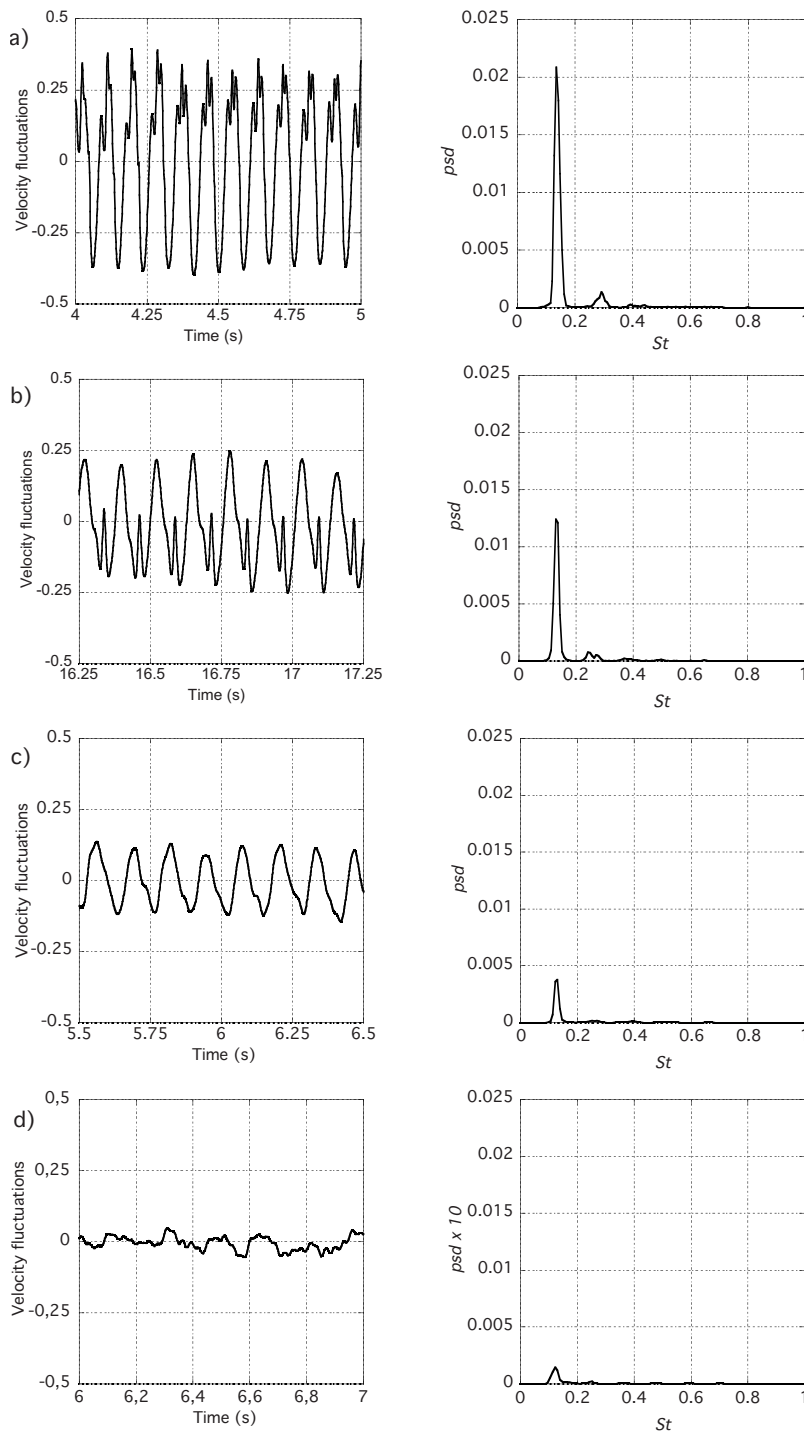 a)
Velocity fluctuations
0.5
0.25
0
-0.25
-0.5
4 4.25 4.5 4.75 5
Time (s)
psd
0.025
0.02
0.015
0.01
0.005
0
0 0.2 0.4 0.6 0.8 1
St
b)
Velocity fluctuations
0.5
0.25
0
-0.25
-0.5
16.25 16.5 16.75 17 17.25
Time (s)
psd
0.025
0.02
0.015
0.01
0.005
0
0 0.2 0.4 0.6 0.8 1
St
c)
Velocity fluctuations
0.5
0.25
0
-0.25
-0.5
5.5 5.75 6 6.25 6.5
Time (s)
psd
0.025
0.02
0.015
0.01
0.005
0
0 0.2 0.4 0.6 0.8 1
St
d)
Velocity fluctuations
0,5
0,25
0
-0,25
-0,5
6 6,2 6,4 6,6 6,8 7
Time (s)
psd x 10
0.025
0.02
0.015
0.01
0.005
0
0 0.2 0.4 0.6 0.8 1
St